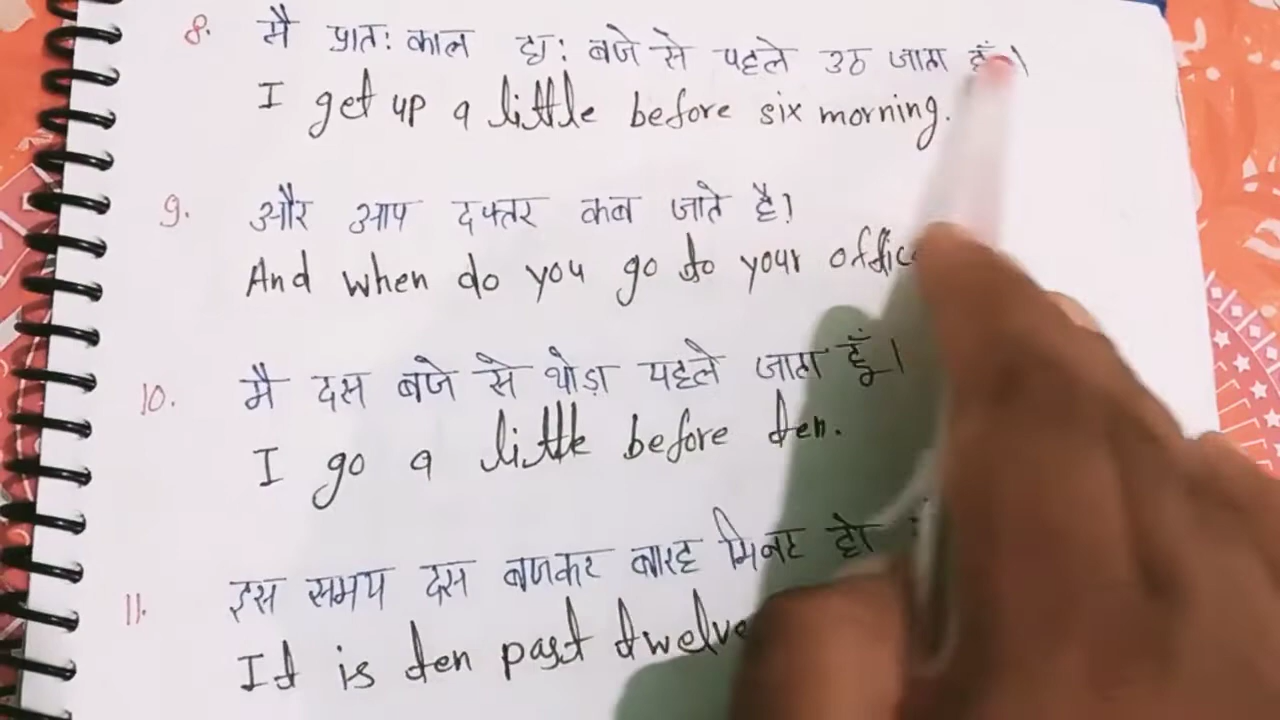 8. मै प्रातः काल छः बजे से पहले उठ जाता हूँ।
I get up a little before six morning.
9. और आप दफ्तर कब जाते है?
And when do you go to your office
10. मै दस बजे से थोड़ा पहले जाता हूँ।
I go a little before ten.
11. इस समय दस बजकर बारह मिनट हो
It is ten past twelve